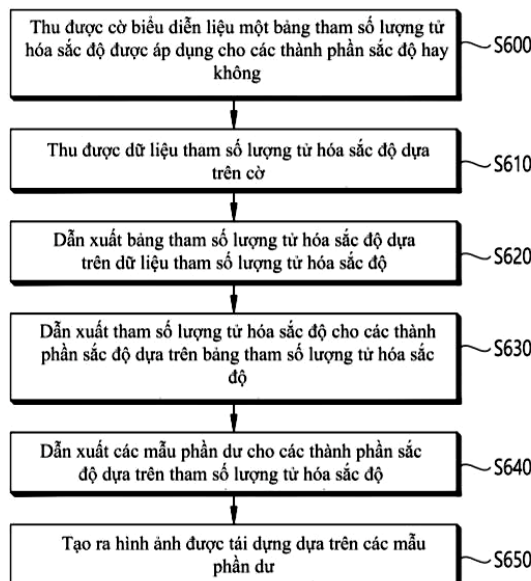 Thu được cờ biểu diễn liệu một bảng tham số lượng tử
hóa sắc độ được áp dụng cho các thành phần sắc độ hay
không
S600
Thu được dữ liệu tham số lượng tử hóa sắc độ dựa
trên cờ
S610
Dẫn xuất bảng tham số lượng tử hóa sắc độ dựa
trên dữ liệu tham số lượng tử hóa sắc độ
S620
Dẫn xuất tham số lượng tử hóa sắc độ cho các thành
phần sắc độ dựa trên bảng tham số lượng tử hóa sắc
độ
S630
Dẫn xuất các mẫu phần dư cho các thành phần sắc
độ dựa trên tham số lượng tử hóa sắc độ
S640
Tạo ra hình ảnh được tái dựng dựa trên các mẫu
phần dư
S650